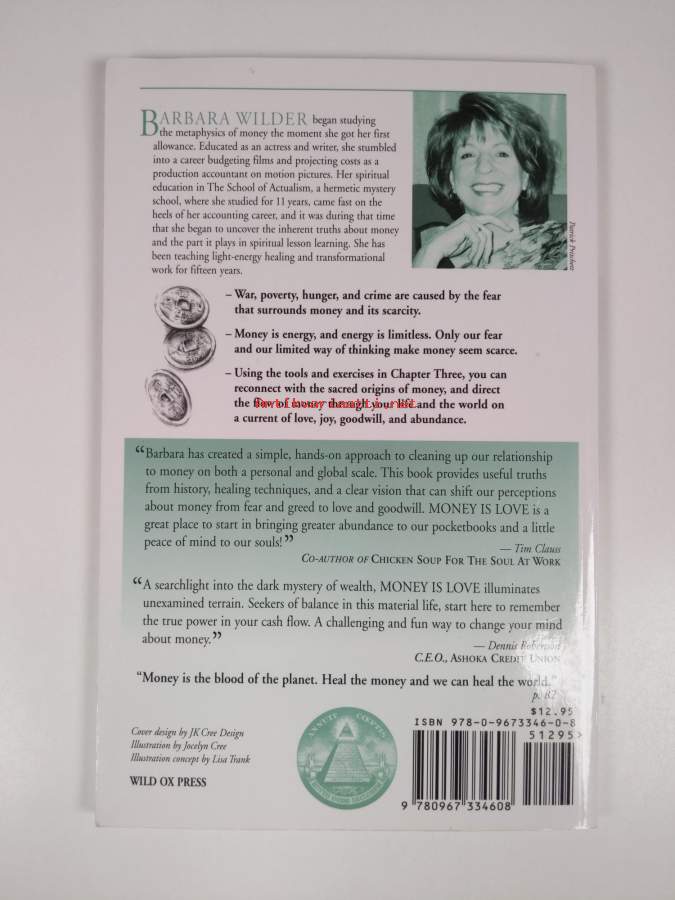 BARBARA WILDER began studying
the metaphysics of money the moment she got her first
allowance. Educated as an actress and writer, she stumbled
into a career budgeting films and projecting costs as a
production accountant on motion pictures. Her spiritual
education in The School of Actualism, a hermetic mystery
school, where she studied for 11 years, came fast on the
heels of her accounting career, and it was during that time
that she began to uncover the inherent truths about money
and the part it plays in spiritual lesson learning. She has
been teaching light-energy healing and transformational
work for fifteen years.
Patrick Pritchett
– War, poverty, hunger, and crime are caused by the fear
that surrounds money and its scarcity.
– Money is energy, and energy is limitless. Only our fear
and our limited way of thinking make money seem scarce.
– Using the tools and exercises in Chapter Three, you can
reconnect with the sacred origins of money, and direct
the flow of money through your life and the world on
a current of love, joy, goodwill, and abundance.
“Barbara has created a simple, hands-on approach to cleaning up our relationship
to money on both a personal and global scale. This book provides useful truths
from history, healing techniques, and a clear vision that can shift our perceptions
about money from fear and greed to love and goodwill. MONEY IS LOVE is a
great place to start in bringing greater abundance to our pocketbooks and a little
peace of mind to our souls!”
— Tim Clauss
CO-AUTHOR OF CHICKEN SOUP FOR THE SOUL AT WORK
“A searchlight into the dark mystery of wealth, MONEY IS LOVE illuminates
unexamined terrain. Seekers of balance in this material life, start here to remember
the true power in your cash flow. A challenging and fun way to change your mind
about money.”
— Dennis
C.E.O., ASHOKA CREDIT UNION
“Money is the blood of the planet. Heal the money and we can heal the world.”
p. 82
$12.95
ISBN 978-0-9673346-0-8
51295>
Cover design by JK Cree Design
Illustration by Jocelyn Cree
Illustration concept by Lisa Trank
WILD OX PRESS
ANNUIT CŒPTIS
9 780967 334608